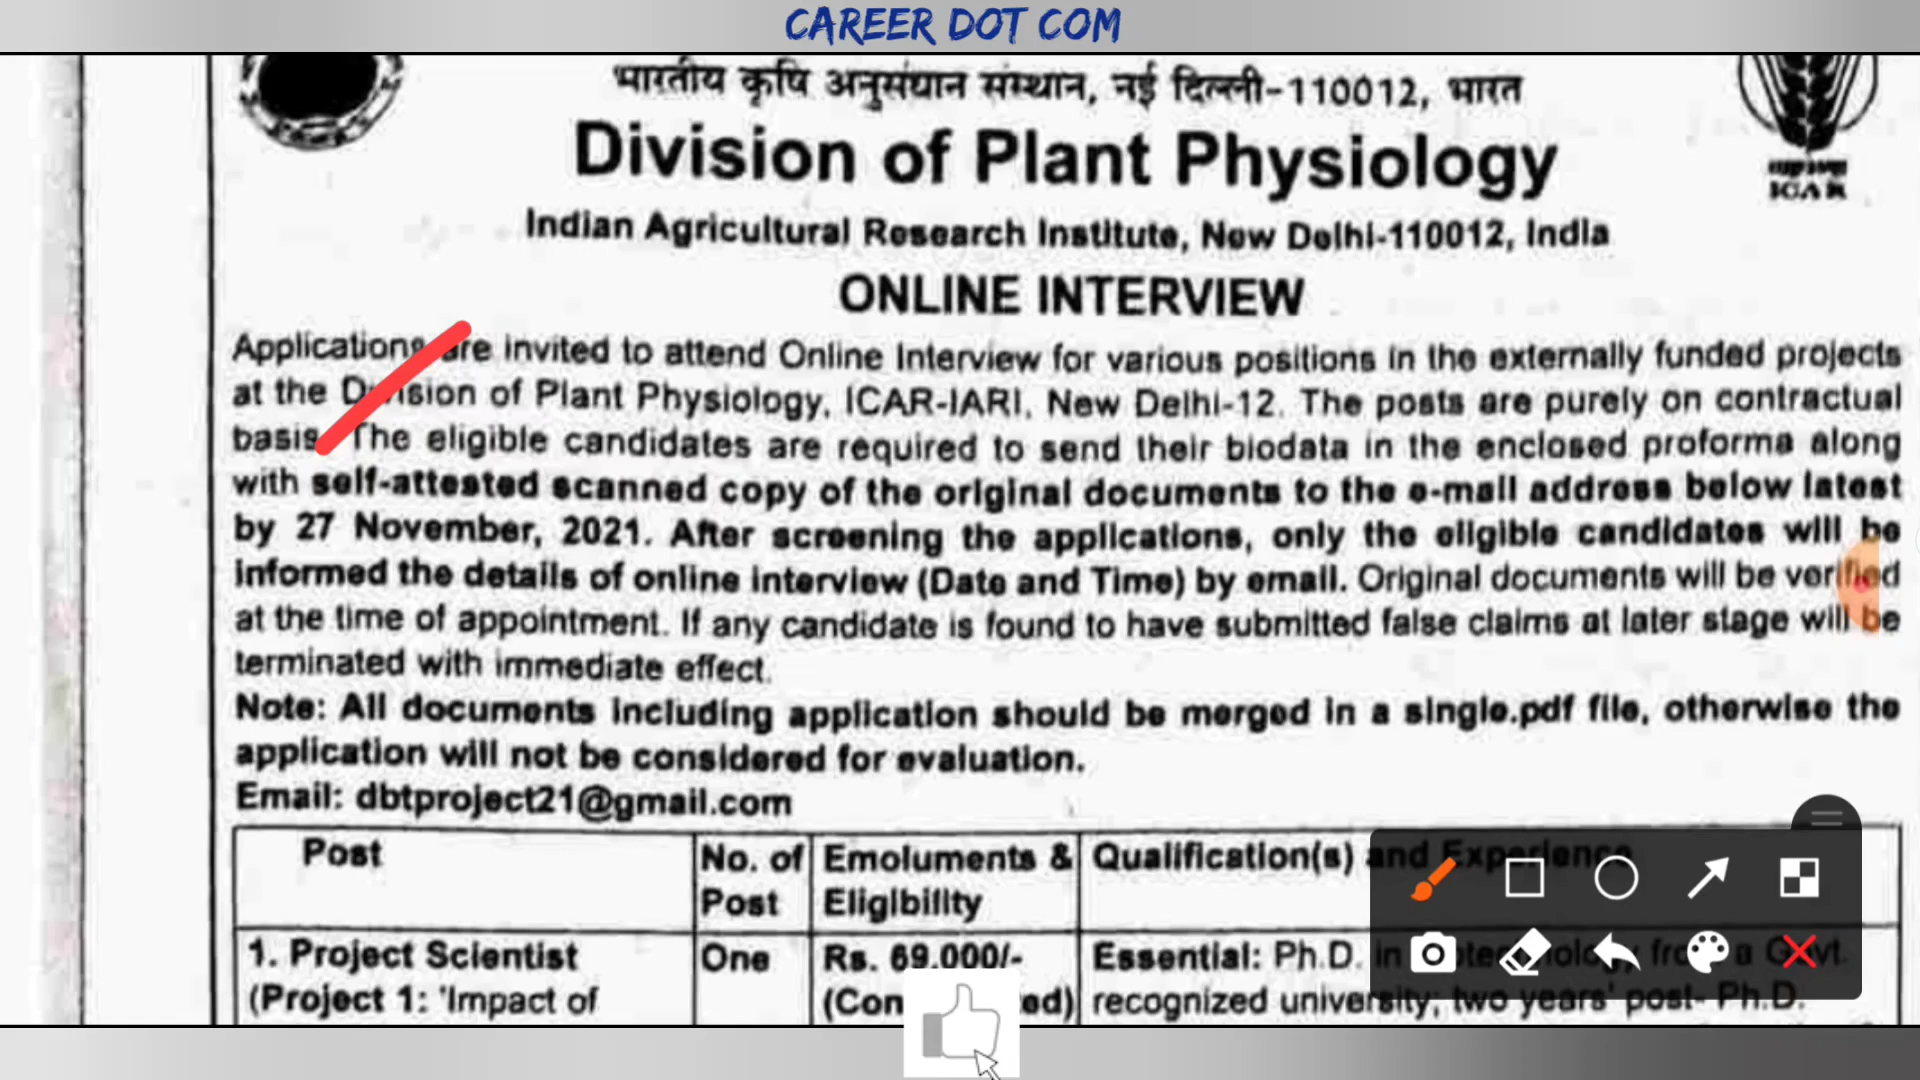 CAREER DOT COM
भारतीय कृषि अनुसंधान संस्थान, नई दिल्ली-110012, भारत
Division of Plant Physiology
ICAR
Indian Agricultural Research Institute, New Delhi-110012, India
ONLINE INTERVIEW
Applications are invited to attend Online Interview for various positions in the externally funded projects
at the Division of Plant Physiology, ICAR-IARI, New Delhi-12. The posts are purely on contractual
basis. The eligible candidates are required to send their biodata in the enclosed proforma along
with self-attested scanned copy of the original documents to the e-mail address below latest
by 27 November, 2021. After screening the applications, only the eligible candidates will be
informed the details of online interview (Date and Time) by email. Original documents will be verified
at the time of appointment. If any candidate is found to have submitted false claims at later stage will be
terminated with immediate effect.
Note: All documents including application should be merged in a single.pdf file, otherwise the
application will not be considered for evaluation.
Email: dbtproject21@gmail.com
Post No. of Post Emoluments & Eligibility Qualification(s) and Experience
1. Project Scientist One Rs. 69,000/- Essential: Ph.D. in Biotechnology from a Govt.
(Project 1: 'Impact of recognized university; two years' post- Ph.D.